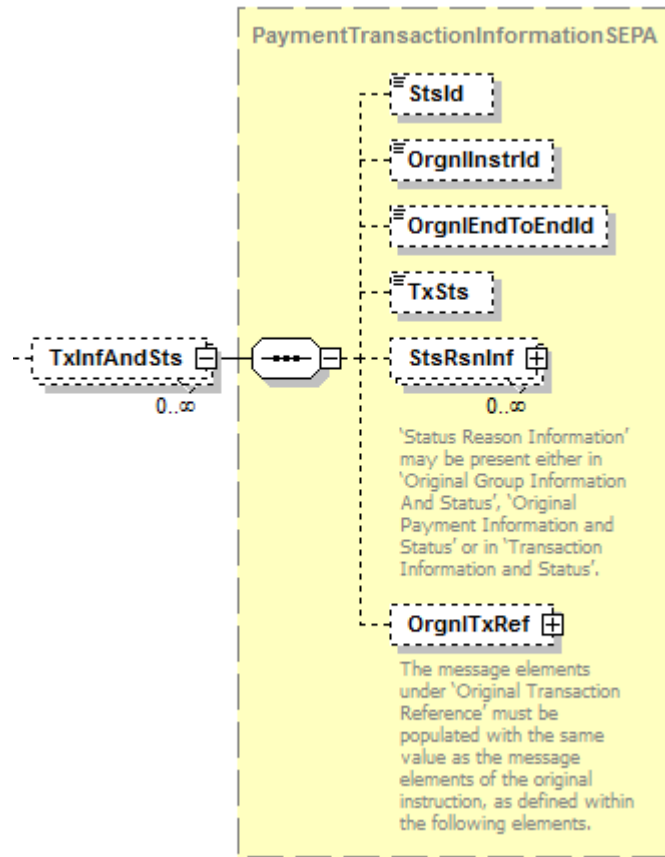 PaymentTransactionInformationSEPA
StsId
OrgnlInstrId
OrgnlEndToEndId
TxSts
TxInfAndSts
0..∞
StsRsnInf
0..∞
‘Status Reason Information’
may be present either in
‘Original Group Information
And Status’, ‘Original
Payment Information and
Status’ or in ‘Transaction
Information and Status’.
OrgnlTxRef
The message elements
under ‘Original Transaction
Reference’ must be
populated with the same
value as the message
elements of the original
instruction, as defined within
the following elements.